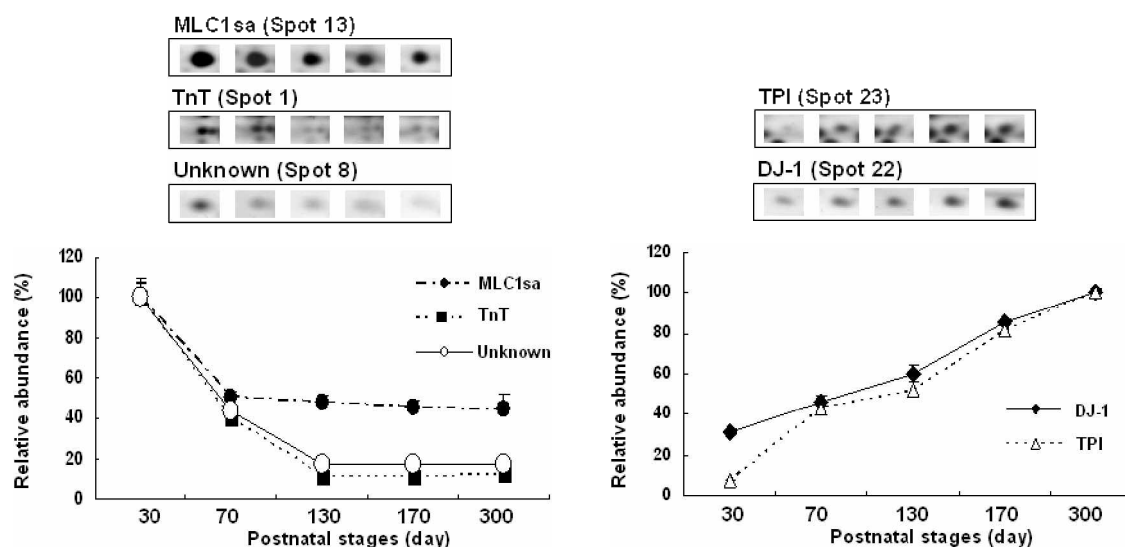 MLC1sa (Spot 13)
TnT (Spot 1)
Unknown (Spot 8)
Relative abundance (%)
120
100
80
60
40
20
0
MLC1sa
TnT
Unknown
30 70 130 170 300
Postnatal stages (day)
TPI (Spot 23)
DJ-1 (Spot 22)
Relative abundance (%)
120
100
80
60
40
20
0
DJ-1
TPI
30 70 130 170 300
Postnatal stages (day)